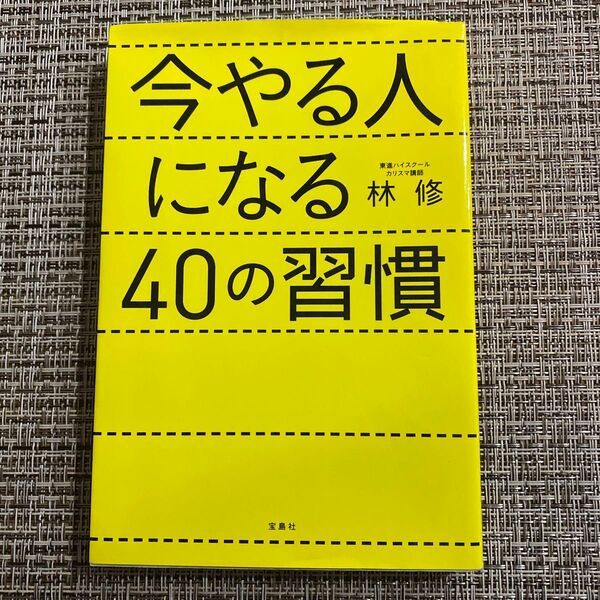 今やる人
になる
東進ハイスクール
カリスマ講師
林 修
40の習慣
宝島社